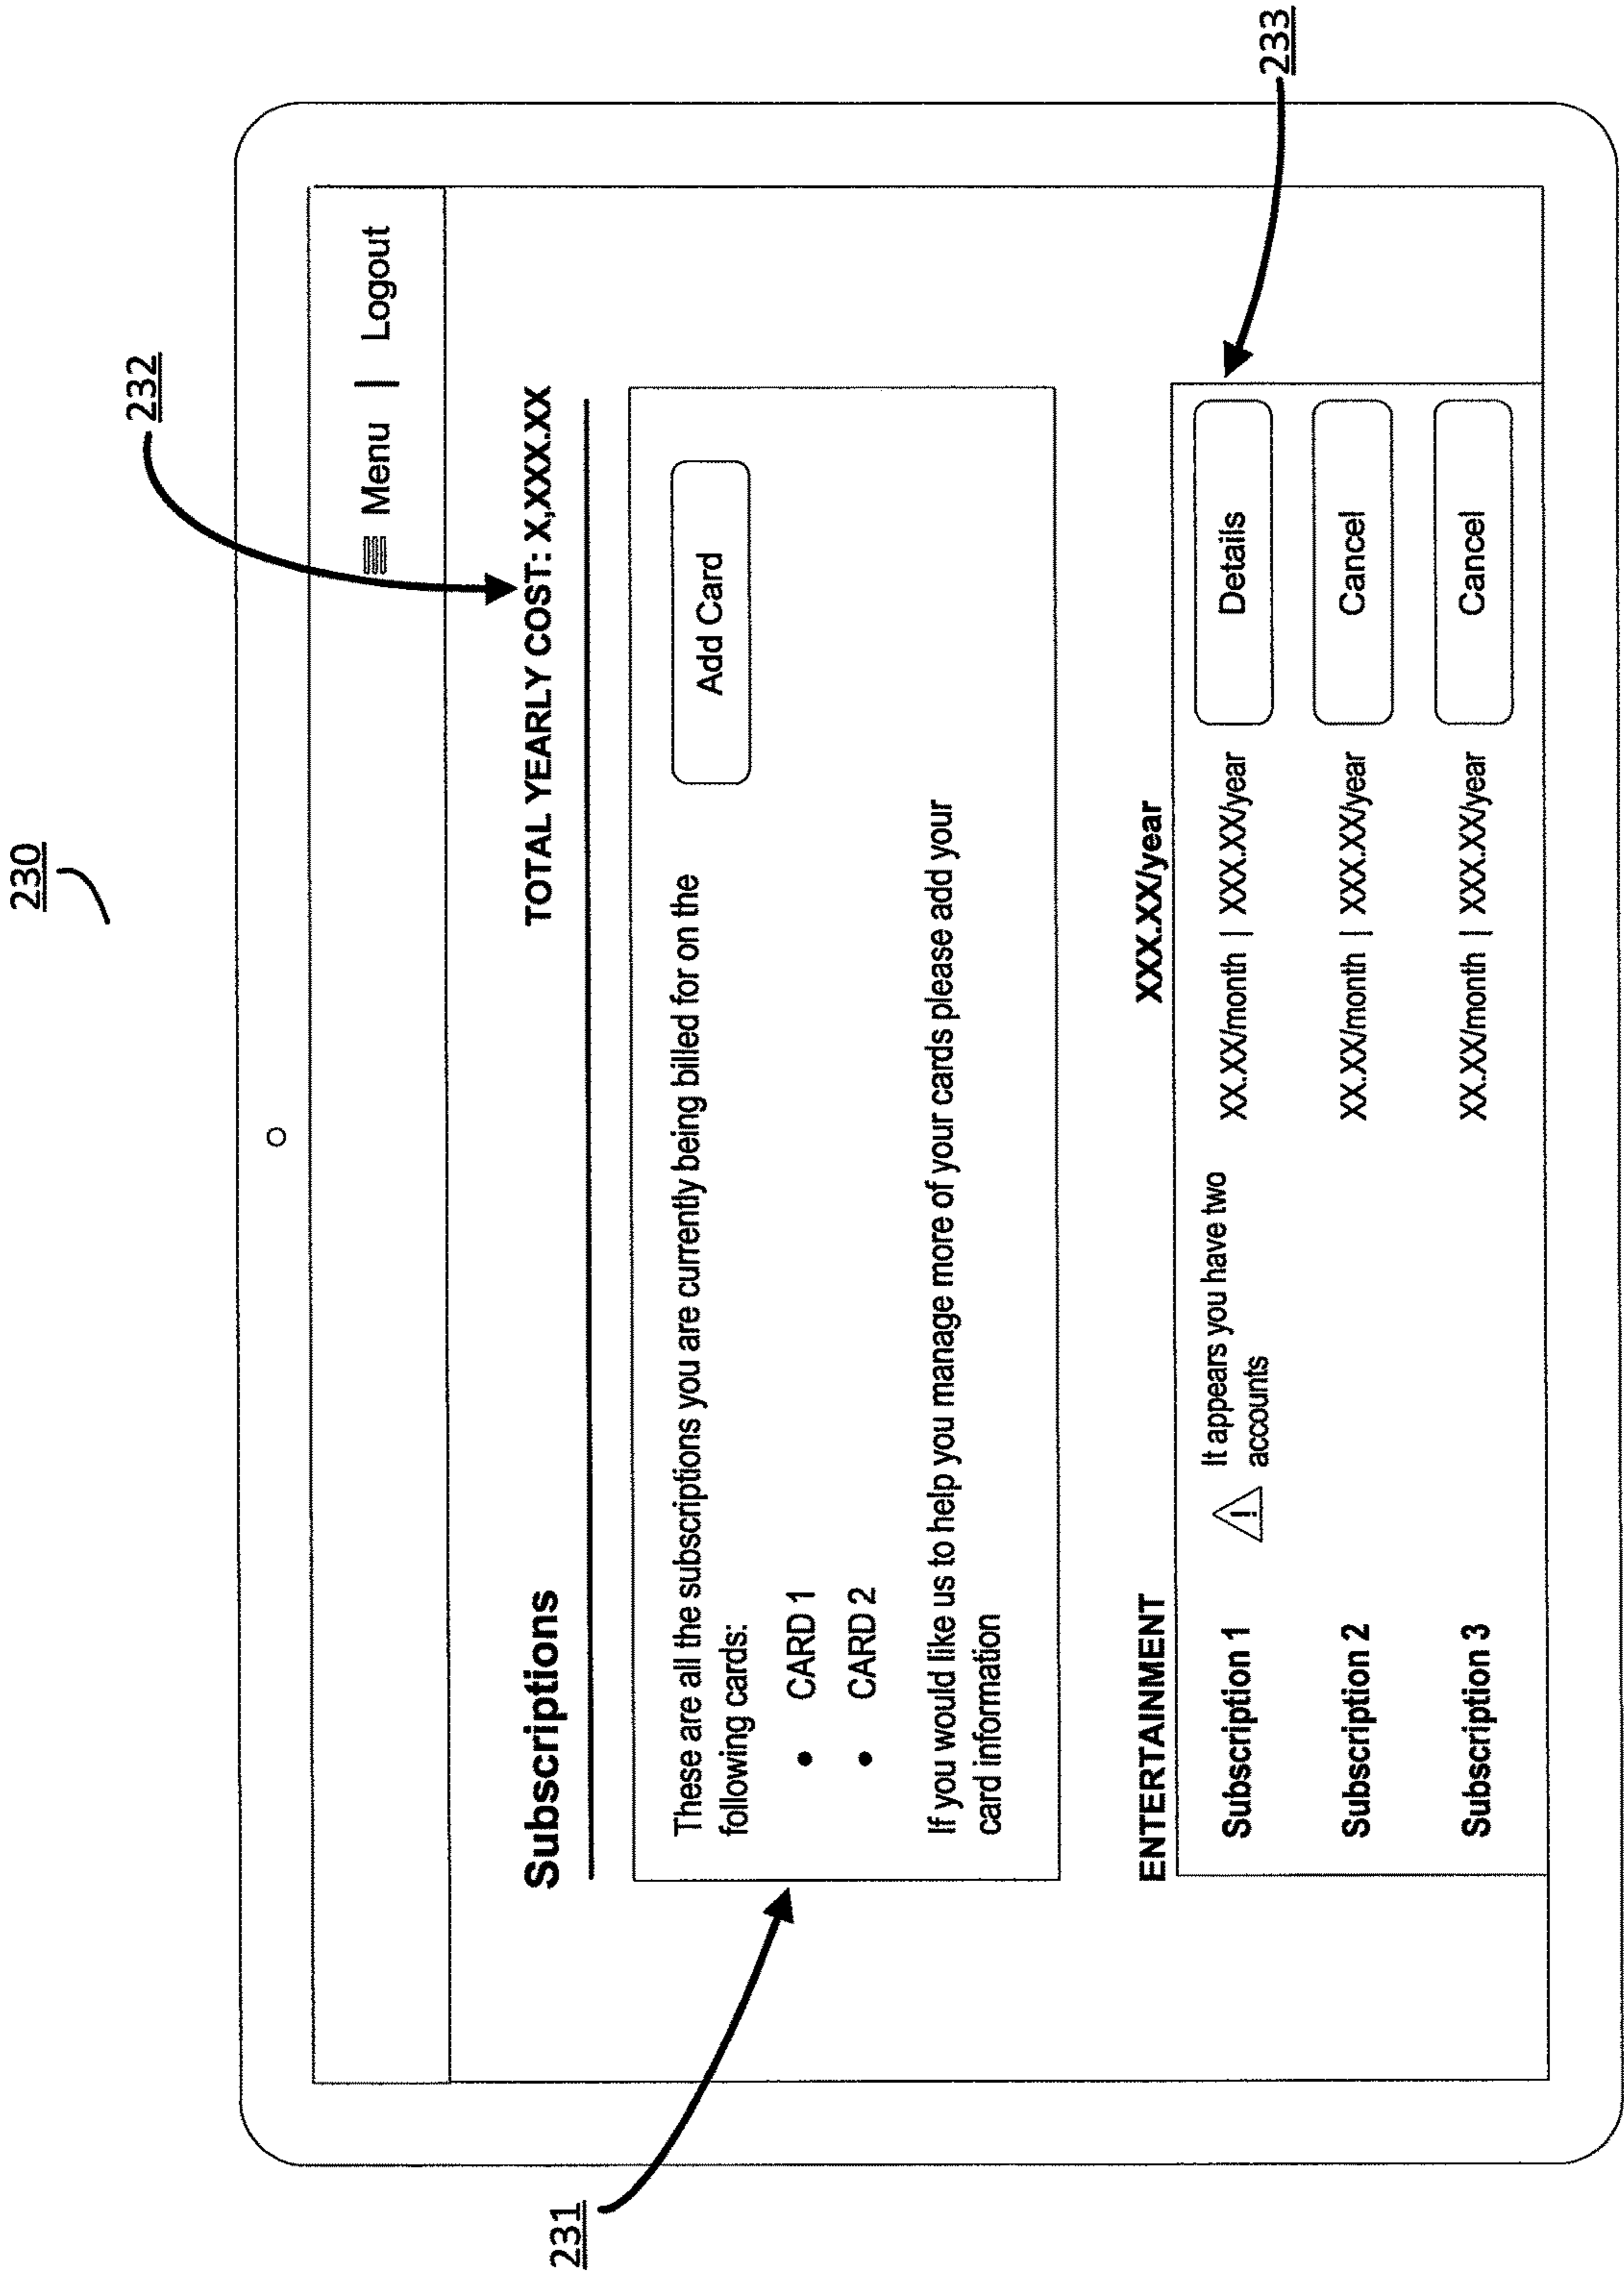 230
232
☰ Menu | Logout
Subscriptions TOTAL YEARLY COST: X,XXX.XX
231
These are all the subscriptions you are currently being billed for on the
following cards:
Add Card
• CARD 1
• CARD 2
If you would like us to help you manage more of your cards please add your
card information
ENTERTAINMENT XXX.XX/year
233
Subscription 1 It appears you have two
accounts
XX.XX/month | XXX.XX/year Details
Subscription 2 XX.XX/month | XXX.XX/year Cancel
Subscription 3 XX.XX/month | XXX.XX/year Cancel